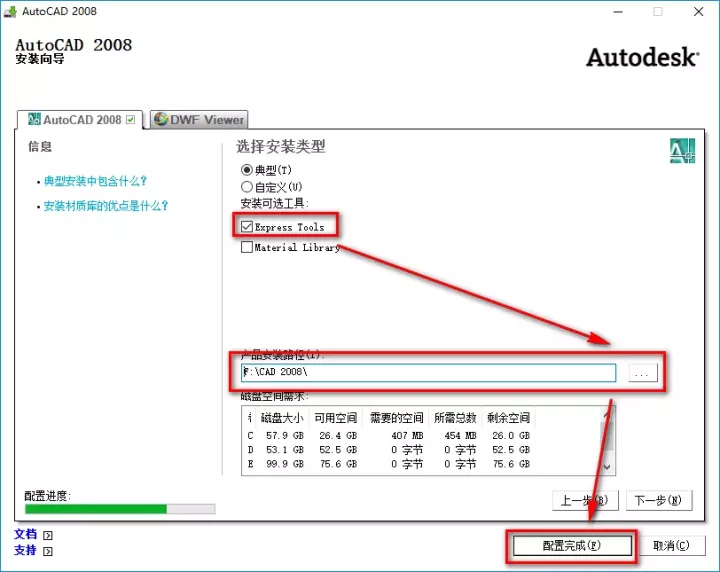 AutoCAD 2008
AutoCAD 2008
安装向导
Autodesk
AutoCAD 2008
DWF Viewer
信息
典型安装中包含什么?
安装材质库的优点是什么?
选择安装类型
典型(T)
自定义(U)
安装可选工具:
Express Tools
Material Library
产品安装路径(I):
F:\CAD 2008\
...
磁盘空间需求:
磁盘大小 可用空间 需要的空间 所需总数 剩余空间
C 57.9 GB 26.4 GB 407 MB 454 MB 26.0 GB
D 53.1 GB 52.5 GB 0 字节 0 字节 52.5 GB
E 99.9 GB 75.6 GB 0 字节 0 字节 75.6 GB
配置进度:
上一步(B) 下一步(N)
文档
支持
配置完成(F) 取消(C)